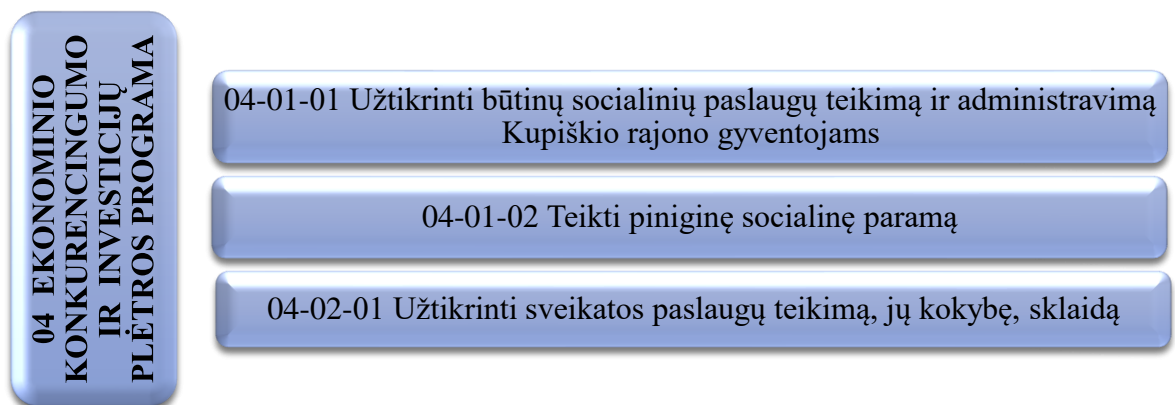 04 EKONOMINIO
KONKURENCINGUMO
IR INVESTICIJŲ
PLĖTROS PROGRAMA
04-01-01 Užtikrinti būtinų socialinių paslaugų teikimą ir administravimą
Kupiškio rajono gyventojams
04-01-02 Teikti piniginę socialinę paramą
04-02-01 Užtikrinti sveikatos paslaugų teikimą, jų kokybę, sklaidą